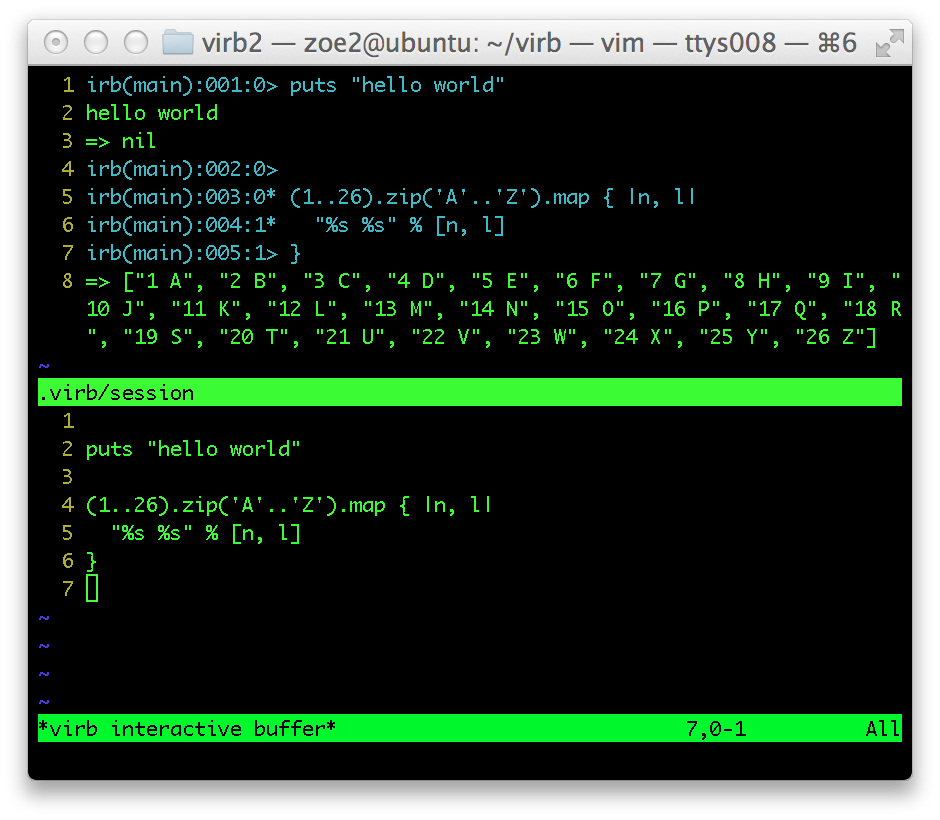 virb2 — zoe2@ubuntu: ~/virb — vim — ttys008 — ⌘6
1 irb(main):001:0> puts "hello world"
2 hello world
3 => nil
4 irb(main):002:0>
5 irb(main):003:0* (1..26).zip('A'..'Z').map { |n, l|
6 irb(main):004:1*   "%s %s" % [n, l]
7 irb(main):005:1> }
8 => ["1 A", "2 B", "3 C", "4 D", "5 E", "6 F", "7 G", "8 H", "9 I", "
10 J", "11 K", "12 L", "13 M", "14 N", "15 O", "16 P", "17 Q", "18 R
", "19 S", "20 T", "21 U", "22 V", "23 W", "24 X", "25 Y", "26 Z"]
~
.virb/session
1
2 puts "hello world"
3
4 (1..26).zip('A'..'Z').map { |n, l|
5   "%s %s" % [n, l]
6 }
7
~
~
~
~
*virb interactive buffer* 7,0-1 All